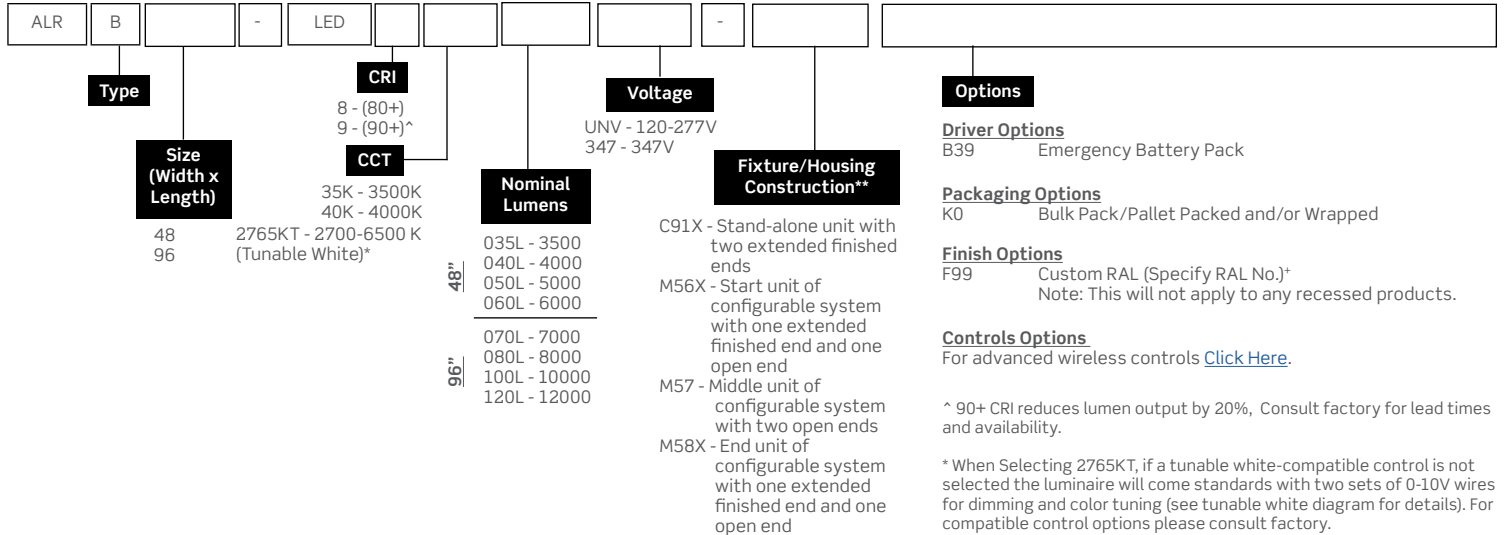 ALR B - LED -
Type
Size
(Width x
Length)
48
96
CRI
8 - (80+)
9 - (90+)^
CCT
35K - 3500K
40K - 4000K
2765KT - 2700-6500 K
(Tunable White)*
Nominal
Lumens
48”
035L - 3500
040L - 4000
050L - 5000
060L - 6000
96”
070L - 7000
080L - 8000
100L - 10000
120L - 12000
Voltage
UNV - 120-277V
347 - 347V
Fixture/Housing
Construction**
C91X - Stand-alone unit with
two extended finished
ends
M56X - Start unit of
configurable system
with one extended
finished end and one
open end
M57 - Middle unit of
configurable system
with two open ends
M58X - End unit of
configurable system
with one extended
finished end and one
open end
Options
Driver Options
B39 Emergency Battery Pack
Packaging Options
K0 Bulk Pack/Pallet Packed and/or Wrapped
Finish Options
F99 Custom RAL (Specify RAL No.)+
Note: This will not apply to any recessed products.
Controls Options
For advanced wireless controls Click Here.
^ 90+ CRI reduces lumen output by 20%, Consult factory for lead times
and availability.
* When Selecting 2765KT, if a tunable white-compatible control is not
selected the luminaire will come standards with two sets of 0-10V wires
for dimming and color tuning (see tunable white diagram for details). For
compatible control options please consult factory.